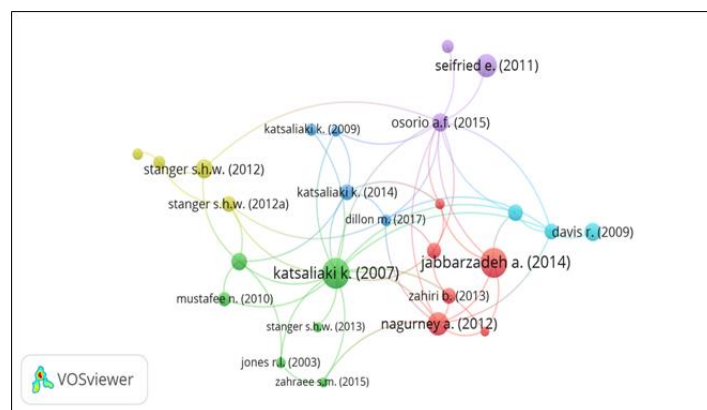 seifried e. (2011)
osorio a.f. (2015)
katsaliaki k. (2009)
stanger s.h.w. (2012)
katsaliaki k. (2014)
stanger s.h.w. (2012a)
dillon m. (2017)
davis r. (2009)
katsaliaki k. (2007)
jabbarzadeh a. (2014)
mustafee n. (2010)
zahiri b. (2013)
stanger s.h.w. (2013)
nagurney a. (2012)
jones r.l. (2003)
zahraee s.m. (2015)
VOSviewer